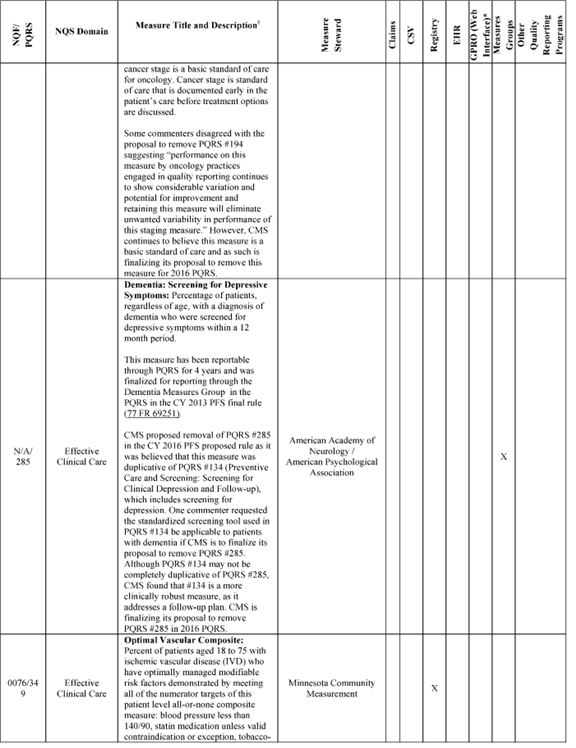 NQF/
PQRS
NQS Domain
Measure Title and Description†
Measure
Steward
Claims
CSV
Registry
EHR
GPRO (Web
Interface)*
Measures
Groups
Other
Quality
Reporting
Programs
cancer stage is a basic standard of care
for oncology. Cancer stage is standard
of care that is documented early in the
patient's care before treatment options
are discussed.
Some commenters disagreed with the
proposal to remove PQRS #194
suggesting “performance on this
measure by oncology practices
engaged in quality reporting continues
to show considerable variation and
potential for improvement and
retaining this measure will eliminate
unwanted variability in performance of
this staging measure.” However, CMS
continues to believe this measure is a
basic standard of care and as such is
finalizing its proposal to remove this
measure for 2016 PQRS.
N/A/
285
Effective
Clinical Care
Dementia: Screening for Depressive
Symptoms: Percentage of patients,
regardless of age, with a diagnosis of
dementia who were screened for
depressive symptoms within a 12
month period.
This measure has been reportable
through PQRS for 4 years and was
finalized for reporting through the
Dementia Measures Group in the
PQRS in the CY 2013 PFS final rule
(77 FR 69251).
CMS proposed removal of PQRS #285
in the CY 2016 PFS proposed rule as it
was believed that this measure was
duplicative of PQRS #134 (Preventive
Care and Screening: Screening for
Clinical Depression and Follow-up),
which includes screening for
depression. One commenter requested
the standardized screening tool used in
PQRS #134 be applicable to patients
with dementia if CMS is to finalize its
proposal to remove PQRS #285.
Although PQRS #134 may not be
completely duplicative of PQRS #285,
CMS found that #134 is a more
clinically robust measure, as it
addresses a follow-up plan. CMS is
finalizing its proposal to remove
PQRS #285 in 2016 PQRS.
American Academy of
Neurology /
American Psychological
Association
X
0076/34
9
Effective
Clinical Care
Optimal Vascular Composite:
Percent of patients aged 18 to 75 with
ischemic vascular disease (IVD) who
have optimally managed modifiable
risk factors demonstrated by meeting
all of the numerator targets of this
patient level all-or-none composite
measure: blood pressure less than
140/90, statin medication unless valid
contraindication or exception, tobacco-
Minnesota Community
Measurement
X